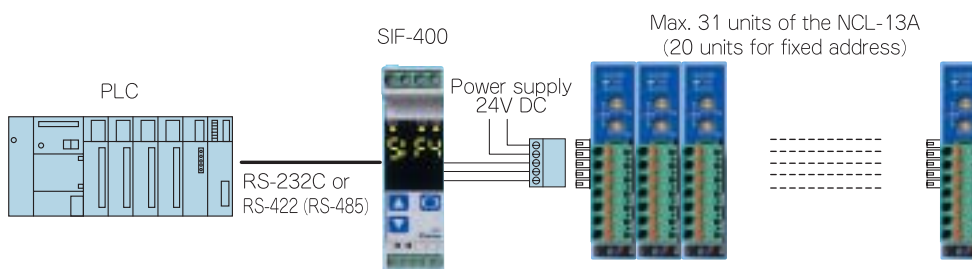 Max. 31 units of the NCL-13A
(20 units for fixed address)
SIF-400
PLC
Power supply
24V DC
RS-232C or
RS-422 (RS-485)